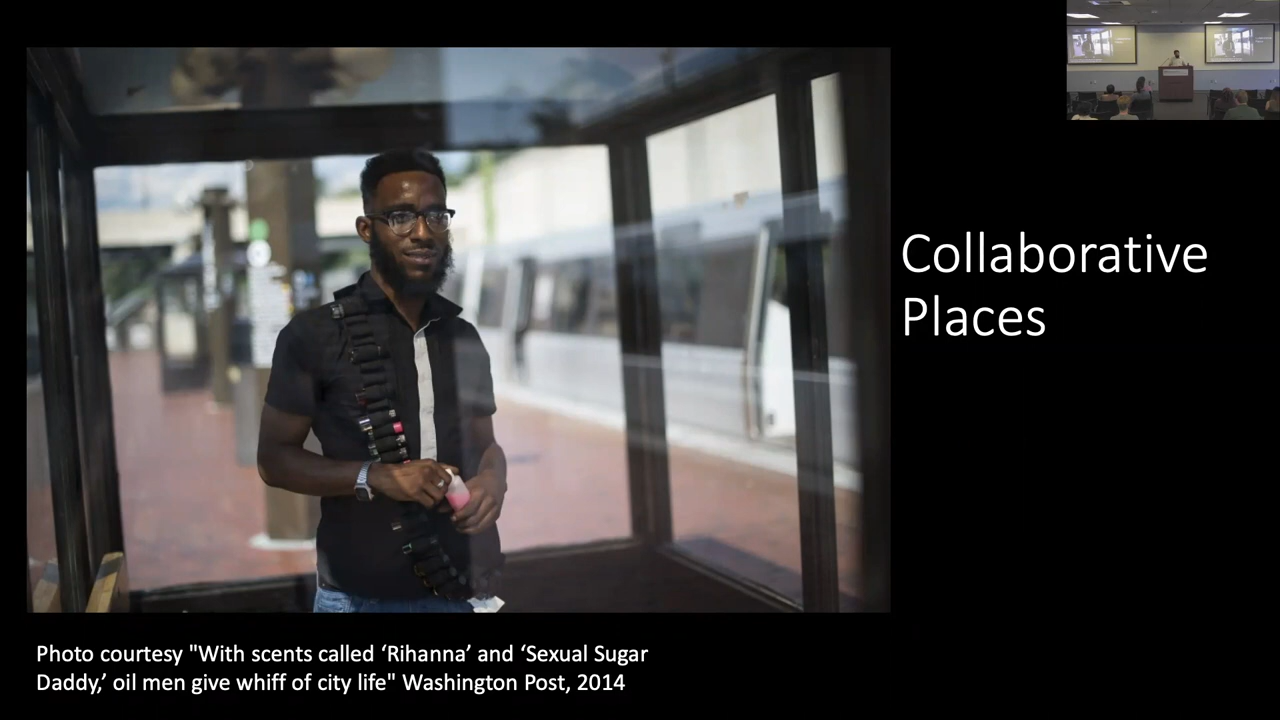 Collaborative
Places
Photo courtesy "With scents called ‘Rihanna’ and ‘Sexual Sugar
Daddy,’ oil men give whiff of city life" Washington Post, 2014